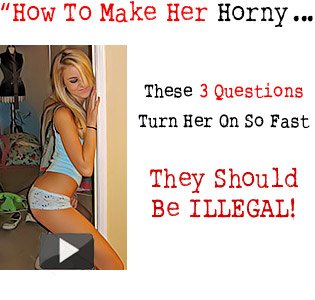 “How To Make Her Horny...
These 3 Questions
Turn Her On So Fast
They Should
Be ILLEGAL!